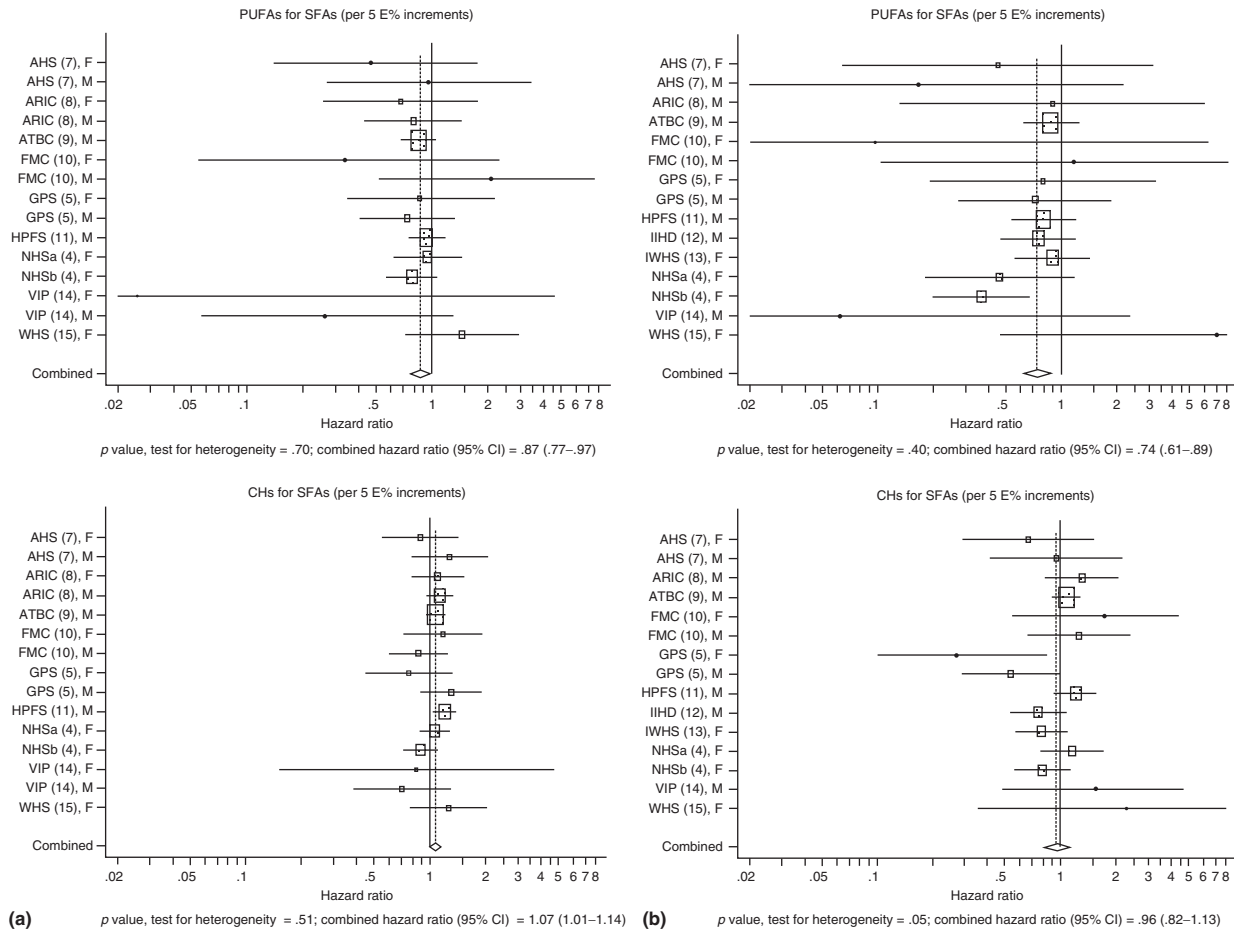 PUFAs for SFAs (per 5 E% increments)
AHS (7), F
AHS (7), M
ARIC (8), F
ARIC (8), M
ATBC (9), M
FMC (10), F
FMC (10), M
GPS (5), F
GPS (5), M
HPFS (11), M
NHSa (4), F
NHSb (4), F
VIP (14), F
VIP (14), M
WHS (15), F
Combined
.02 .1 .5 1 2 3 4 5 6 7 8
Hazard ratio
p value, test for heterogeneity = .70; combined hazard ratio (95% CI) = .87 (.77–.97)
PUFAs for SFAs (per 5 E% increments)
AHS (7), F
AHS (7), M
ARIC (8), M
ATBC (9), M
FMC (10), F
FMC (10), M
GPS (5), F
GPS (5), M
HPFS (11), M
IIHD (12), M
IWHS (13), F
NHSa (4), F
NHSb (4), F
VIP (14), M
WHS (15), F
Combined
.02 .1 .5 1 2 3 4 5 6 7 8
Hazard ratio
p value, test for heterogeneity = .40; combined hazard ratio (95% CI) = .74 (.61–.89)
CHs for SFAs (per 5 E% increments)
AHS (7), F
AHS (7), M
ARIC (8), F
ARIC (8), M
ATBC (9), M
FMC (10), F
FMC (10), M
GPS (5), F
GPS (5), M
HPFS (11), M
NHSa (4), F
NHSb (4), F
VIP (14), F
VIP (14), M
WHS (15), F
Combined
.02 .1 .5 1 2 3 4 5 6 7 8
Hazard ratio
(a) p value, test for heterogeneity = .51; combined hazard ratio (95% CI) = 1.07 (1.01–1.14)
CHs for SFAs (per 5 E% increments)
AHS (7), F
AHS (7), M
ARIC (8), M
ATBC (9), M
FMC (10), F
FMC (10), M
GPS (5), F
GPS (5), M
HPFS (11), M
IIHD (12), M
IWHS (13), F
NHSa (4), F
NHSb (4), F
VIP (14), M
WHS (15), F
Combined
.02 .1 .5 1 2 3 4 5 6 7 8
Hazard ratio
(b) p value, test for heterogeneity = .05; combined hazard ratio (95% CI) = .96 (.82–1.13)